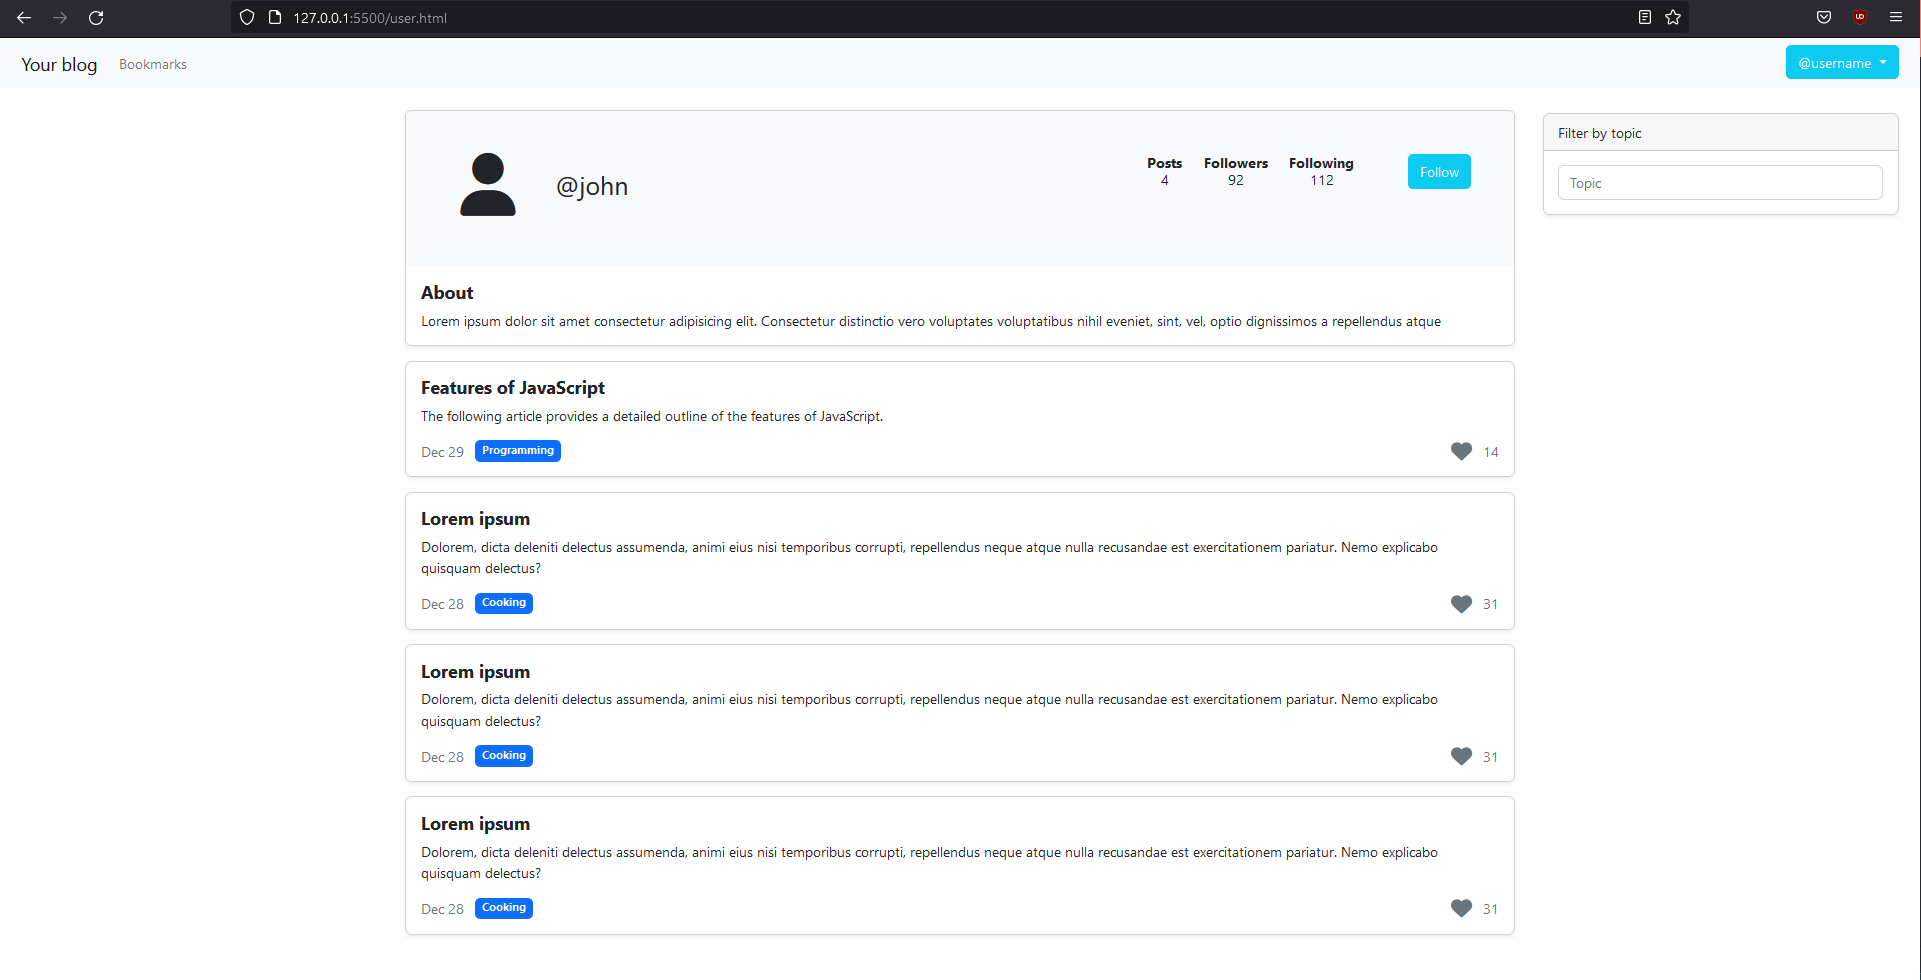 127.0.0.1:5500/user.html
Your blog Bookmarks @username
@john
Posts Followers Following
4 92 112
Follow
About
Lorem ipsum dolor sit amet consectetur adipisicing elit. Consectetur distinctio vero voluptates voluptatibus nihil eveniet, sint, vel, optio dignissimos a repellendus atque
Features of JavaScript
The following article provides a detailed outline of the features of JavaScript.
Dec 29 Programming 14
Lorem ipsum
Dolorem, dicta deleniti delectus assumenda, animi eius nisi temporibus corrupti, repellendus neque atque nulla recusandae est exercitationem pariatur. Nemo explicabo
quisquam delectus?
Dec 28 Cooking 31
Lorem ipsum
Dolorem, dicta deleniti delectus assumenda, animi eius nisi temporibus corrupti, repellendus neque atque nulla recusandae est exercitationem pariatur. Nemo explicabo
quisquam delectus?
Dec 28 Cooking 31
Lorem ipsum
Dolorem, dicta deleniti delectus assumenda, animi eius nisi temporibus corrupti, repellendus neque atque nulla recusandae est exercitationem pariatur. Nemo explicabo
quisquam delectus?
Dec 28 Cooking 31
Filter by topic
Topic